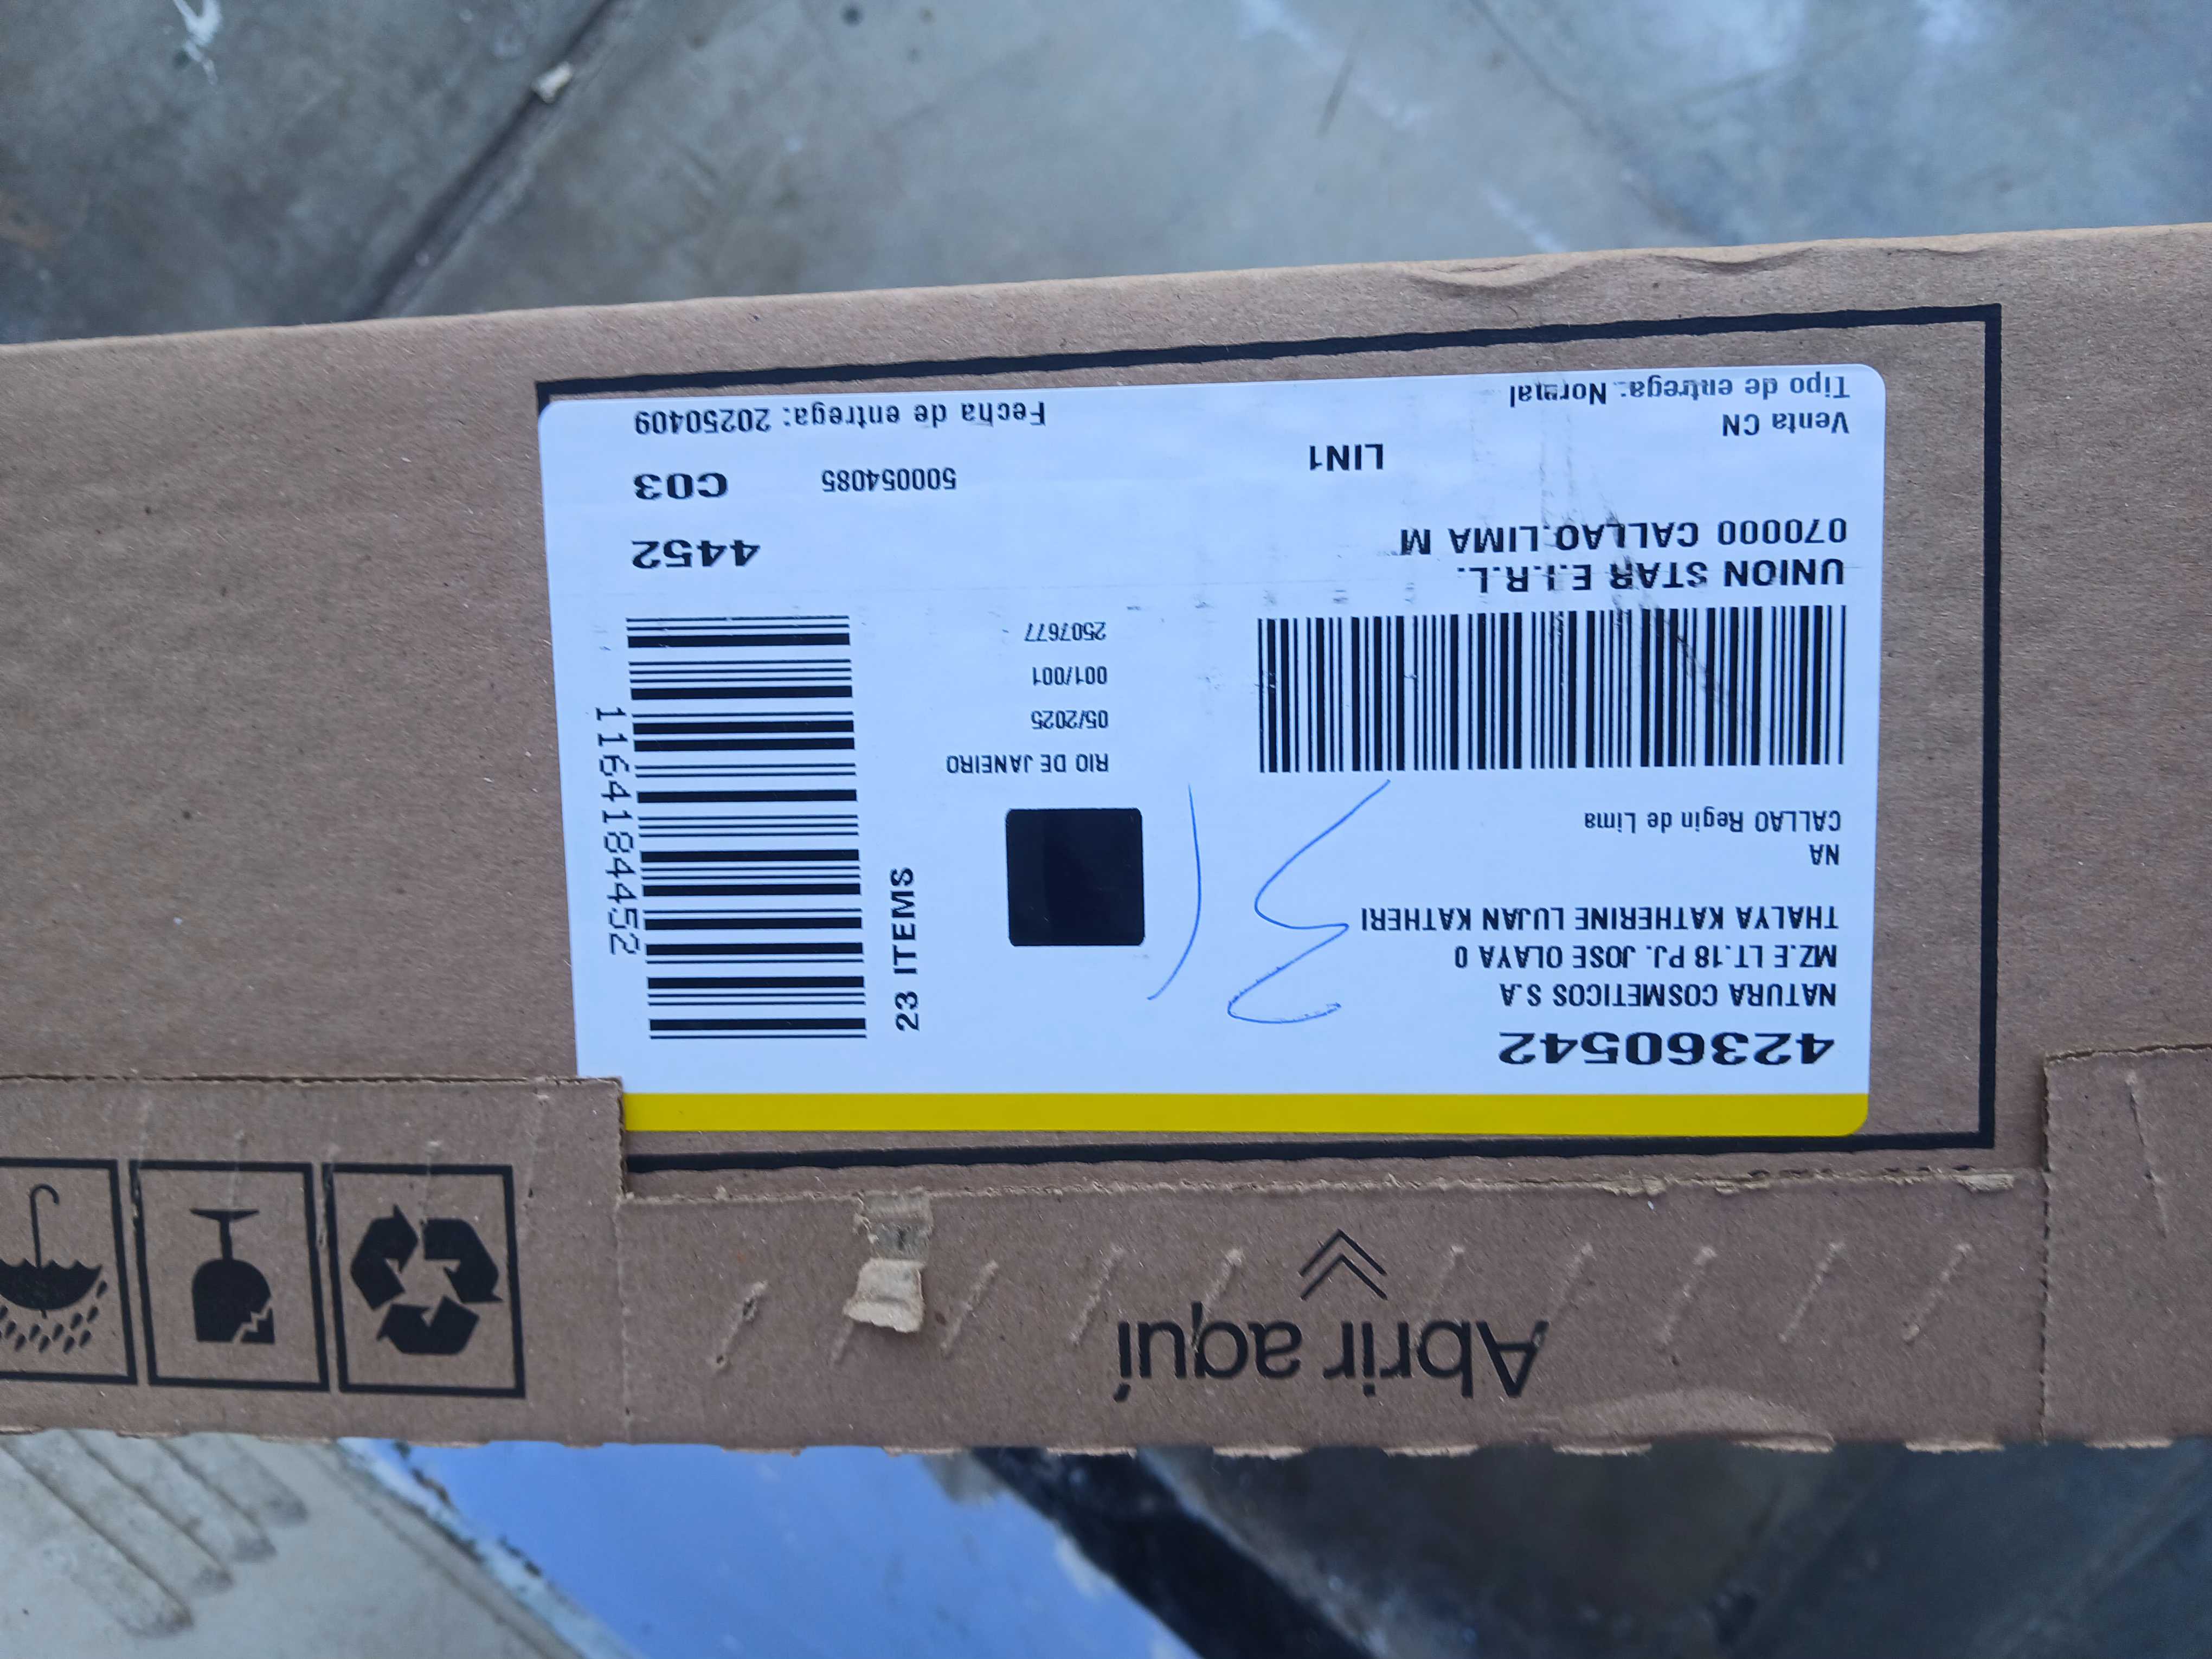 42360542
NATURA COSMETICOS S.A
MZ.E LT.18 PJ. JOSE OLAYA 0
THALYA KATHERINE LUJAN KATHERI
NA
CALLAO Regin de Lima
31
RIO DE JANEIRO
05/2025
001/001
2507677
23 ITEMS
1164184452
UNION STAR E.I.R.L.
070000 CALLAO LIMA M
4452
LIN1
500054085
C03
Venta CN
Tipo de entrega: Normal
Fecha de entrega: 20250409
Abrir aquí